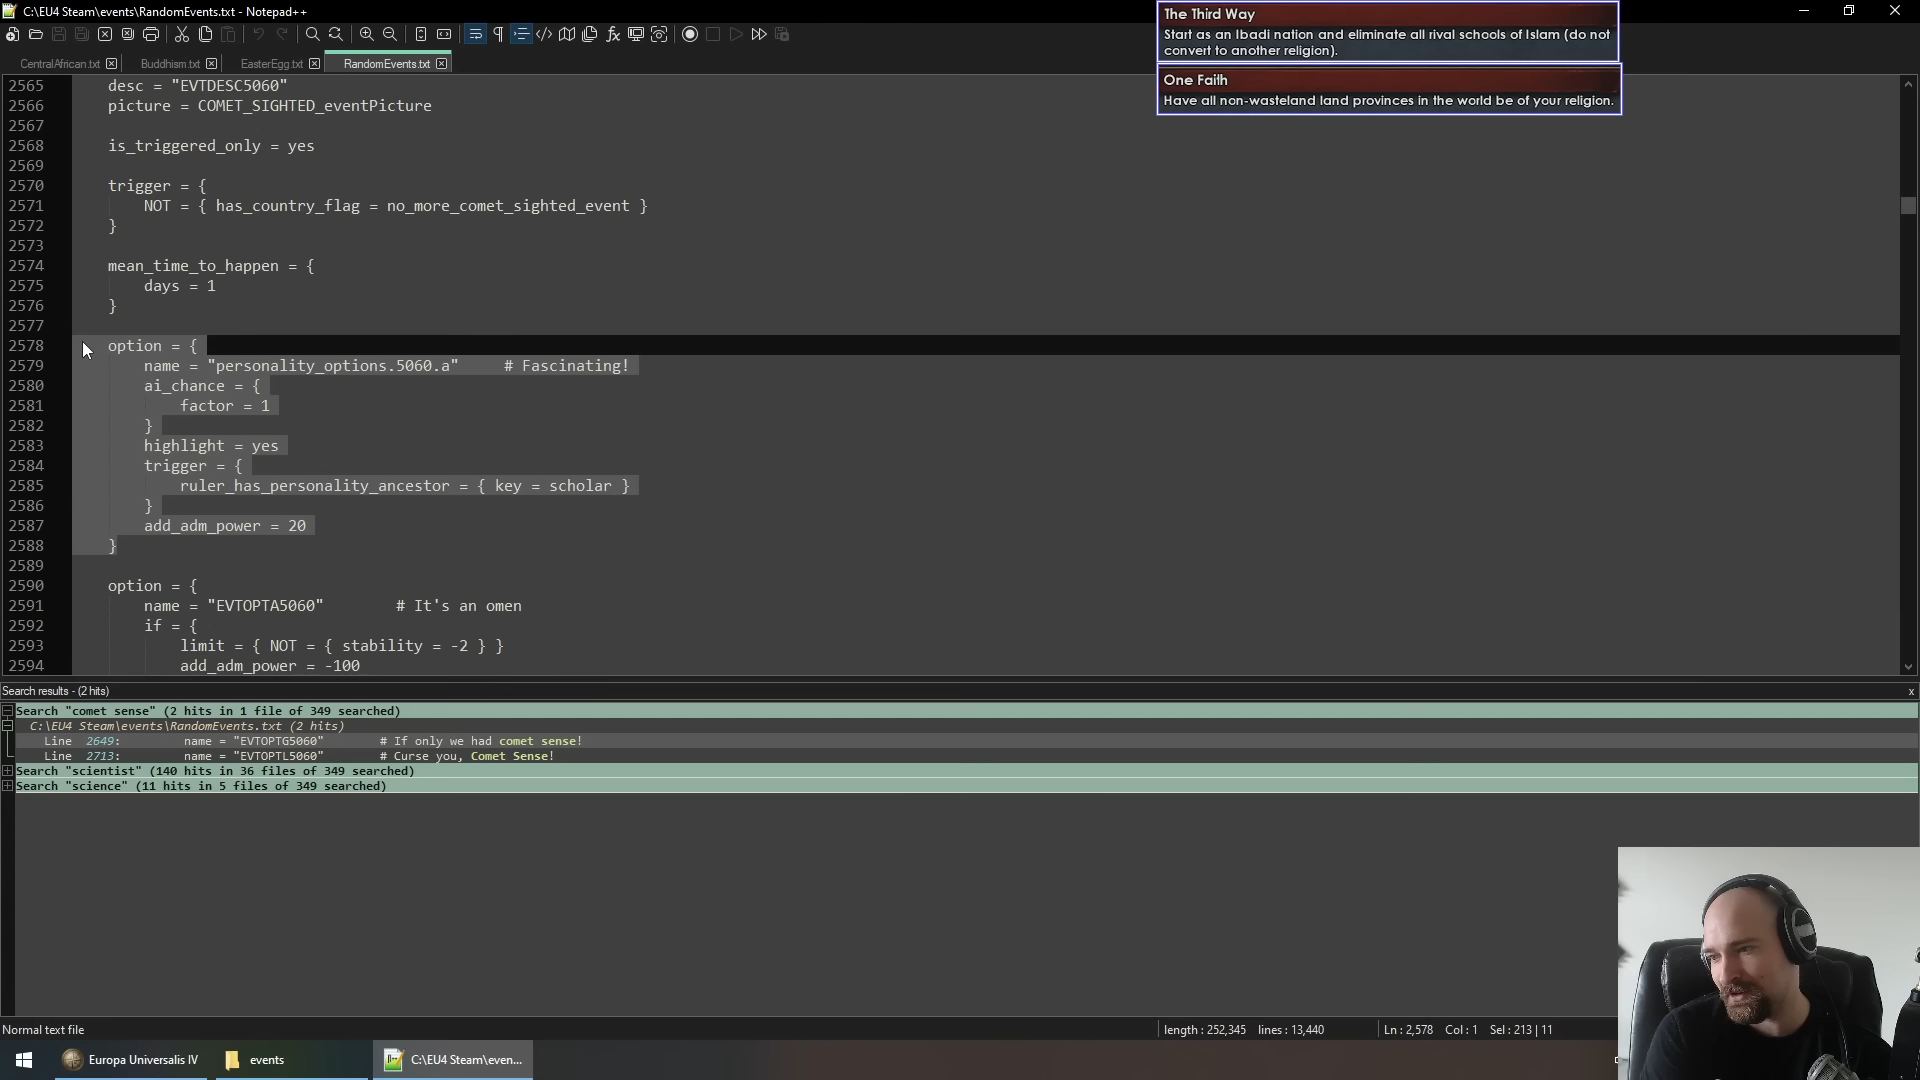 C:\EU4 Steam\events\RandomEvents.txt - Notepad++
The Third Way
Start as an Ibadi nation and eliminate all rival schools of Islam (do not
convert to another religion).
One Faith
Have all non-wasteland land provinces in the world be of your religion.
CentralAfrican.txt
Buddhism.txt
EasterEgg.txt
RandomEvents.txt
2565 desc = "EVTDESC5060"
2566 picture = COMET_SIGHTED_eventPicture
2567
2568 is_triggered_only = yes
2569
2570 trigger = {
2571 NOT = { has_country_flag = no_more_comet_sighted_event }
2572 }
2573
2574 mean_time_to_happen = {
2575 days = 1
2576 }
2577
2578 option = {
2579 name = "personality_options.5060.a" # Fascinating!
2580 ai_chance = {
2581 factor = 1
2582 }
2583 highlight = yes
2584 trigger = {
2585 ruler_has_personality_ancestor = { key = scholar }
2586 }
2587 add_adm_power = 20
2588 }
2589
2590 option = {
2591 name = "EVTOPTA5060" # It's an omen
2592 if = {
2593 limit = { NOT = { stability = -2 } }
2594 add_adm_power = -100
Search results - (2 hits)
Search "comet sense" (2 hits in 1 file of 349 searched)
C:\EU4 Steam\events\RandomEvents.txt (2 hits)
Line 2649: name = "EVTOPTG5060" # If only we had comet sense!
Line 2713: name = "EVTOPTL5060" # Curse you, Comet Sense!
Search "scientist" (140 hits in 36 files of 349 searched)
Search "science" (11 hits in 5 files of 349 searched)
Normal text file
length : 252,345 lines : 13,440
Ln : 2,578 Col : 1 Sel : 213 | 11
Europa Universalis IV
events
C:\EU4 Steam\even...